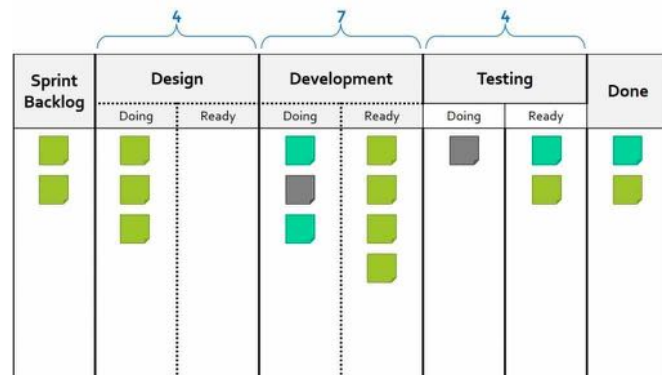 4
7
4
Sprint
Backlog
Design
Development
Testing
Done
Doing
Ready
Doing
Ready
Doing
Ready